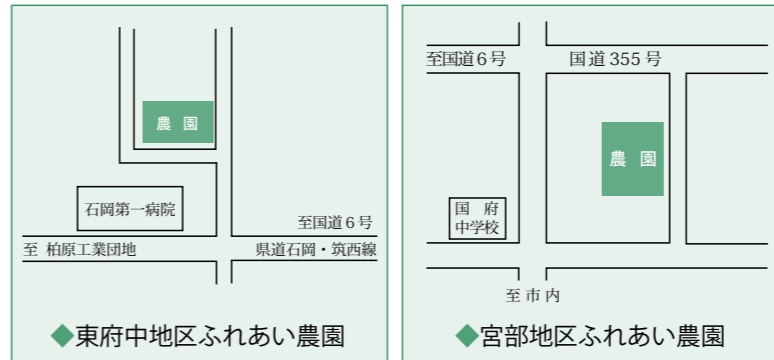 農 園
石岡第一病院
至国道6号
至 柏原工業団地
県道石岡・筑西線
◆東府中地区ふれあい農園
至国道6号
国道 355 号
農 園
国 府
中学校
至 市 内
◆宮部地区ふれあい農園